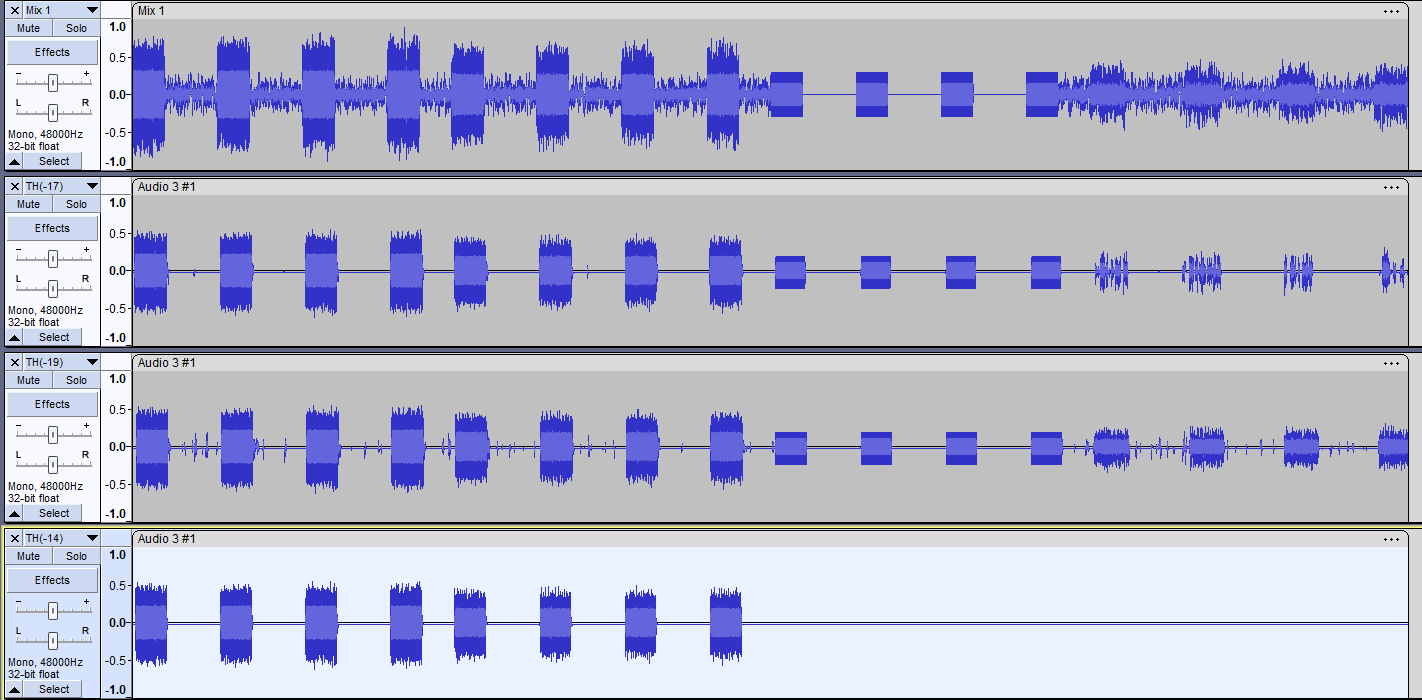 Mix 1
Mute Solo
Effects
- +
L R
Mono, 48000Hz
32-bit float
Select
1.0
0.5-
0.0-
-0.5-
-1.0
Mix 1 ...
TH(-17)
Mute Solo
Effects
- +
L R
Mono, 48000Hz
32-bit float
Select
1.0
0.5-
0.0-
-0.5-
-1.0
Audio 3 #1 ...
TH(-19)
Mute Solo
Effects
- +
L R
Mono, 48000Hz
32-bit float
Select
1.0
0.5-
0.0-
-0.5-
-1.0
Audio 3 #1 ...
TH(-14)
Mute Solo
Effects
- +
L R
Mono, 48000Hz
32-bit float
Select
1.0
0.5-
0.0-
-0.5-
-1.0
Audio 3 #1 ...